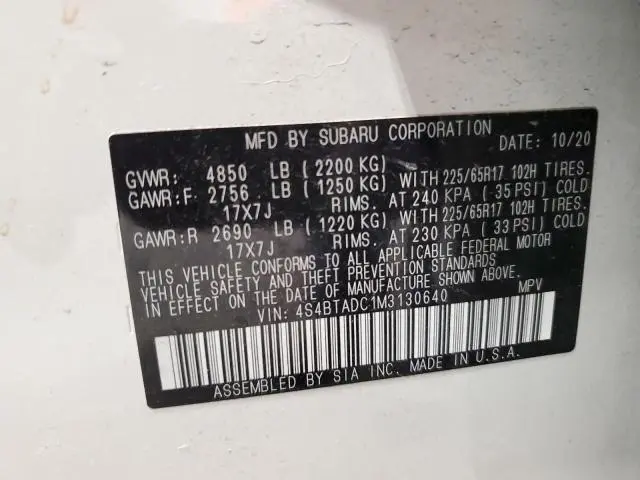 MFD BY SUBARU CORPORATION DATE: 10/20
GVWR: 4850 LB (2200 KG)
GAWR:F 2756 LB (1250 KG) WITH 225/65R17 102H TIRES.
17X7J RIMS. AT 240 KPA (35 PSI) COLD
GAWR:R 2690 LB (1220 KG) WITH 225/65R17 102H TIRES.
17X7J RIMS. AT 230 KPA (33 PSI) COLD
THIS VEHICLE CONFORMS TO ALL APPLICABLE FEDERAL MOTOR
VEHICLE SAFETY AND THEFT PREVENTION STANDARDS
IN EFFECT ON THE DATE OF MANUFACTURE SHOWN ABOVE.
VIN: 4S4BTADC1M3130640 MPV
ASSEMBLED BY SIA INC. MADE IN U.S.A.